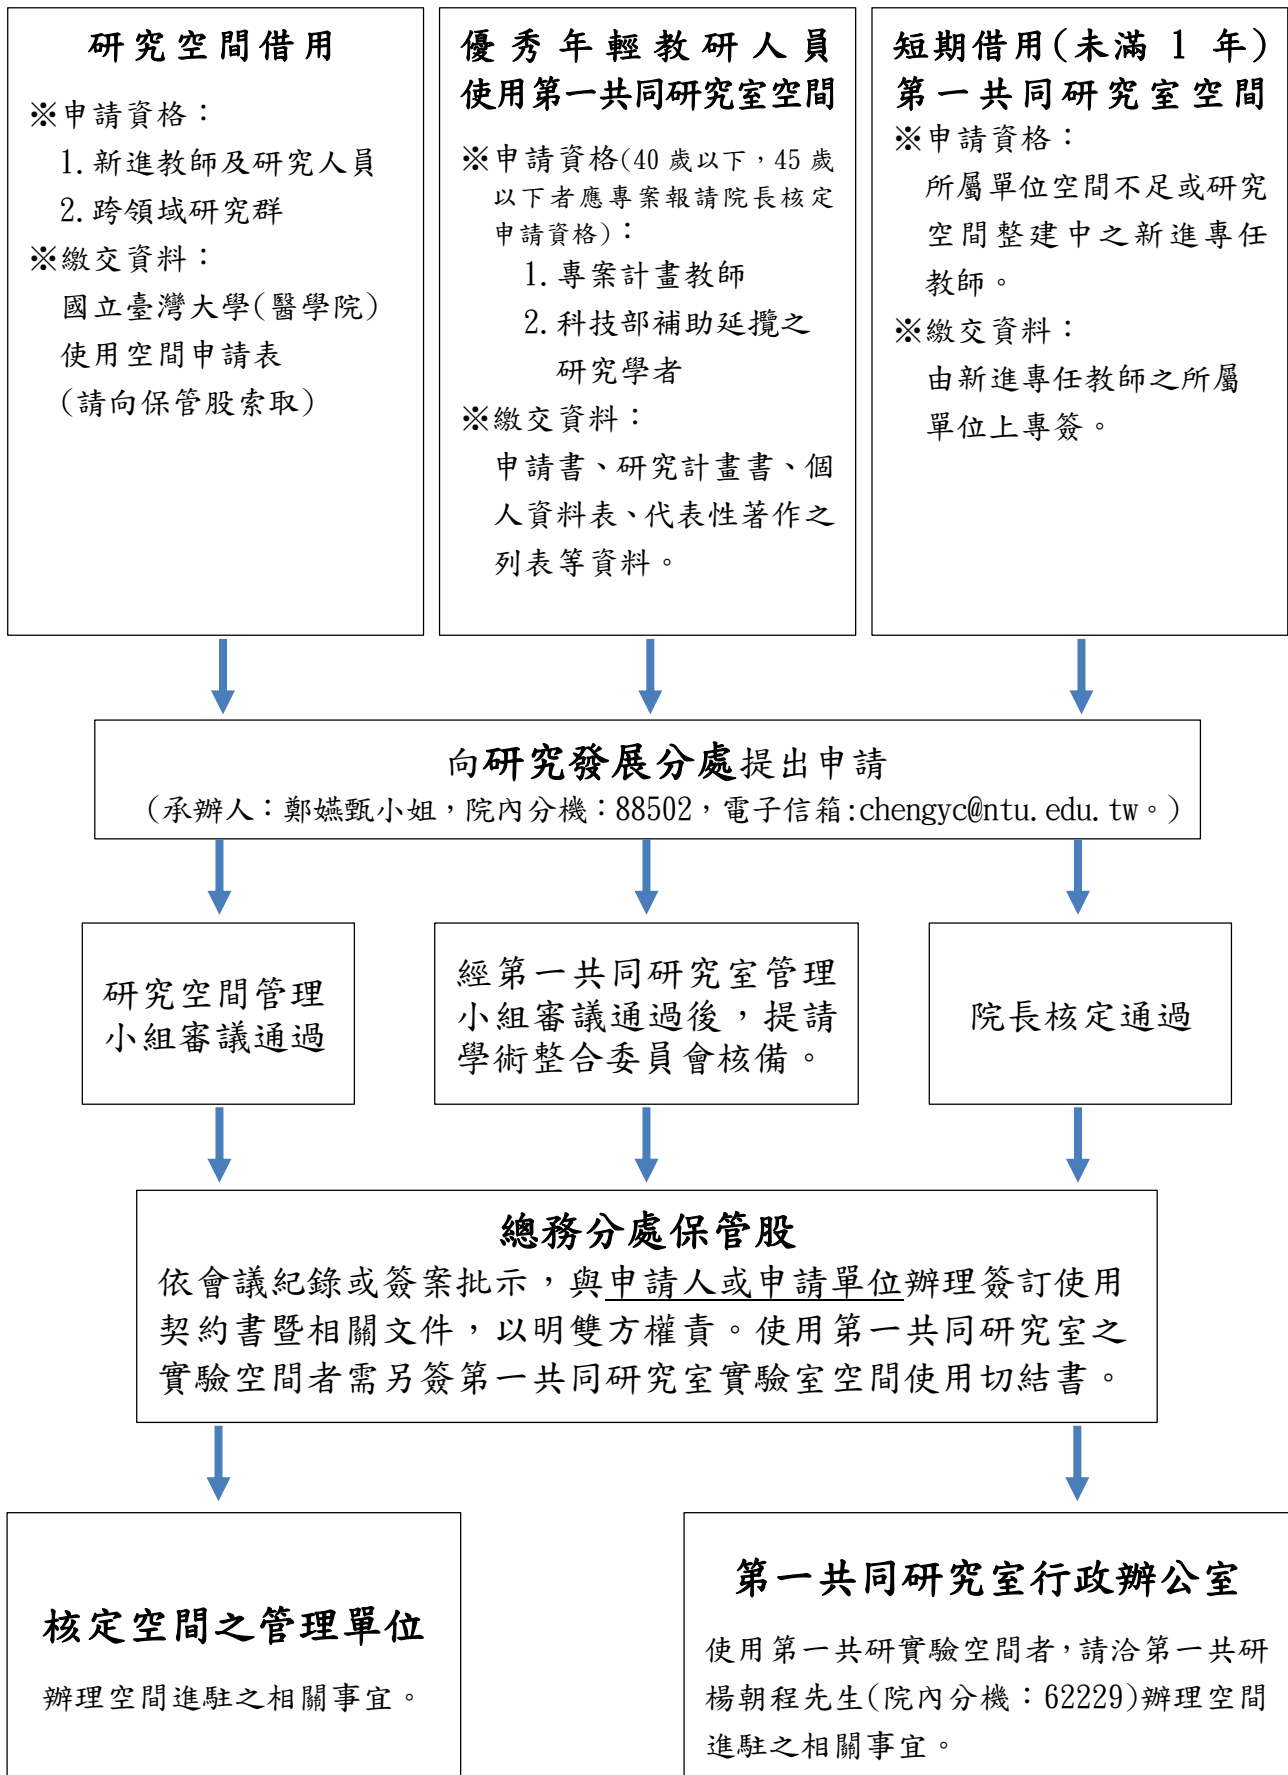 研究空間借用
※申請資格：
1.新進教師及研究人員
2.跨領域研究群
※繳交資料：
國立臺灣大學(醫學院)
使用空間申請表
(請向保管股索取)
優秀年輕教研人員
使用第一共同研究室空間
※申請資格(40 歲以下，45 歲
以下者應專案報請院長核定
申請資格)：
1.專案計畫教師
2.科技部補助延攬之
研究學者
※繳交資料：
申請書、研究計畫書、個
人資料表、代表性著作之
列表等資料。
短期借用(未滿 1 年)
第一共同研究室空間
※申請資格：
所屬單位空間不足或研究
空間整建中之新進專任
教師。
※繳交資料：
由新進專任教師之所屬
單位上專簽。
向研究發展分處提出申請
（承辦人：鄭嬿甄小姐，院內分機：88502，電子信箱:chengyc@ntu.edu.tw。）
研究空間管理
小組審議通過
經第一共同研究室管理
小組審議通過後，提請
學術整合委員會核備。
院長核定通過
總務分處保管股
依會議紀錄或簽案批示，與申請人或申請單位辦理簽訂使用
契約書暨相關文件，以明雙方權責。使用第一共同研究室之
實驗空間者需另簽第一共同研究室實驗室空間使用切結書。
核定空間之管理單位
辦理空間進駐之相關事宜。
第一共同研究室行政辦公室
使用第一共研實驗空間者，請洽第一共研
楊朝程先生(院內分機：62229)辦理空間
進駐之相關事宜。